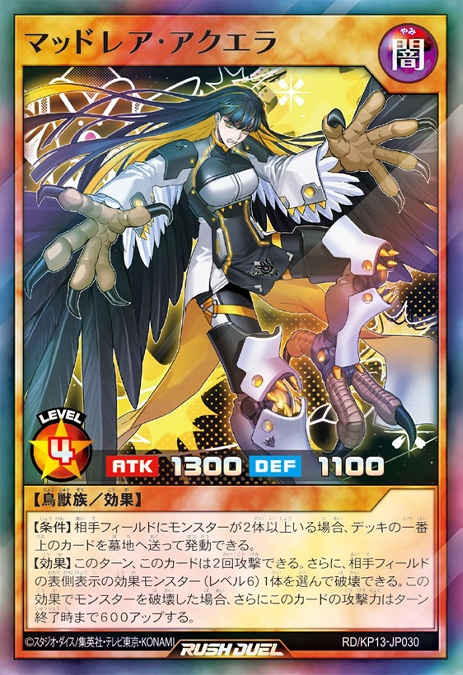 マッドレア・アクエラ
やみ
闇
LEVEL
4
ATK 1300 DEF 1100
【鳥獣族/効果】
【条件】相手フィールドにモンスターが2体以上いる場合、デッキの一番
上のカードを墓地へ送って発動できる。
【効果】このターン、このカードは2回攻撃できる。さらに、相手フィールド
の表側表示の効果モンスター(レベル6)1体を選んで破壊できる。この
効果でモンスターを破壊した場合、さらにこのカードの攻撃力はターン
終了時まで600アップする。
©スタジオ・ダイス/集英社・テレビ東京・KONAMI RUSH DUEL RD/KP13-JP030